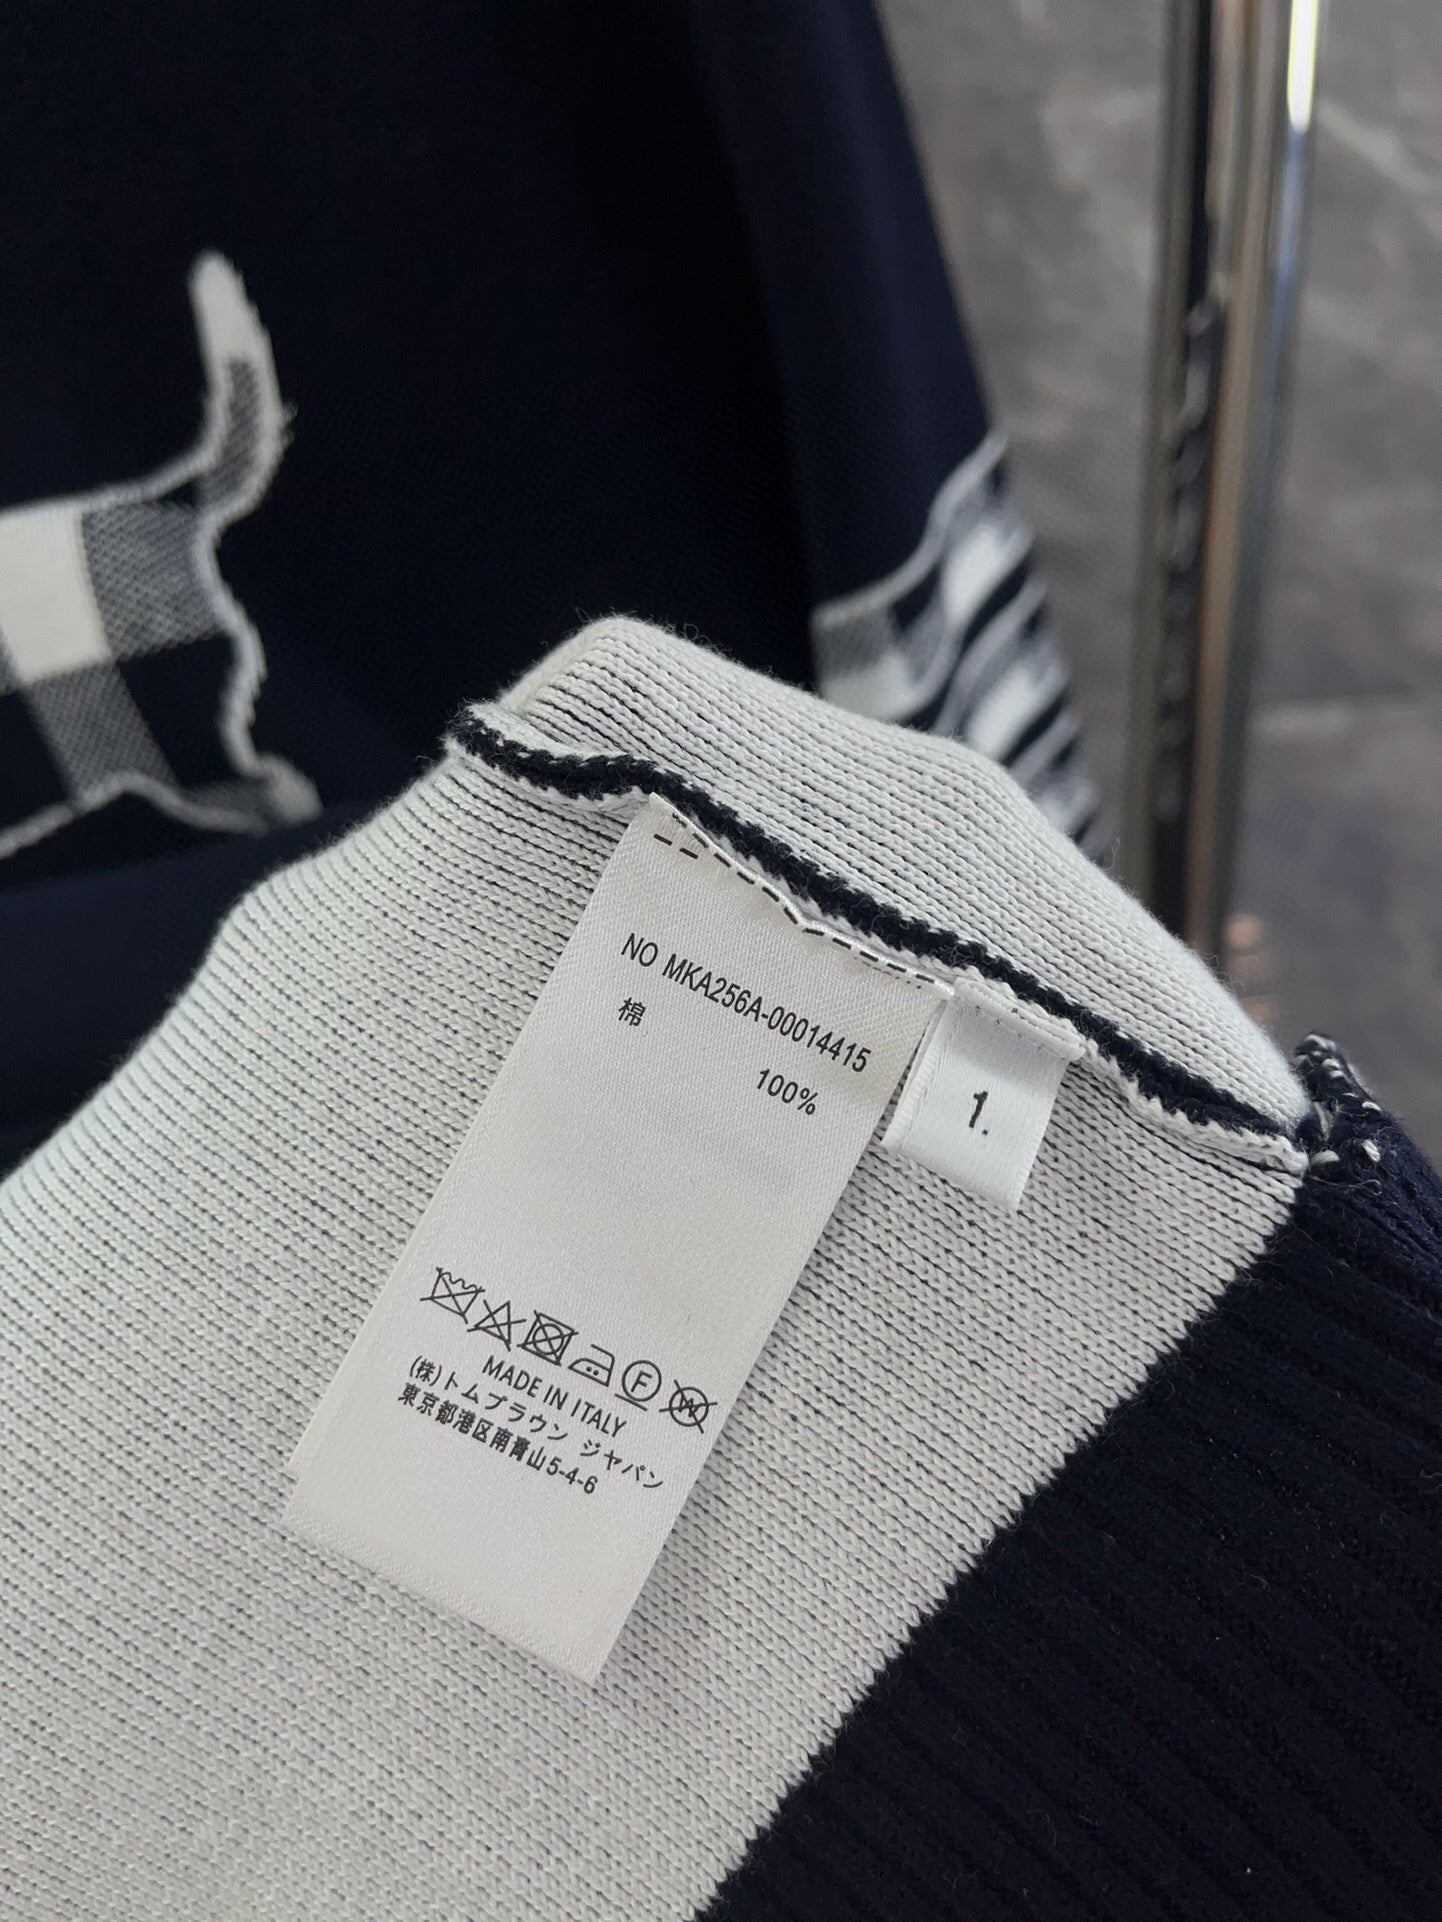 NO MKA256A-00014415
棉
100%
1.
F
W
MADE IN ITALY
(株)トムブラウン ジャパン
東京都港区南青山5-4-6